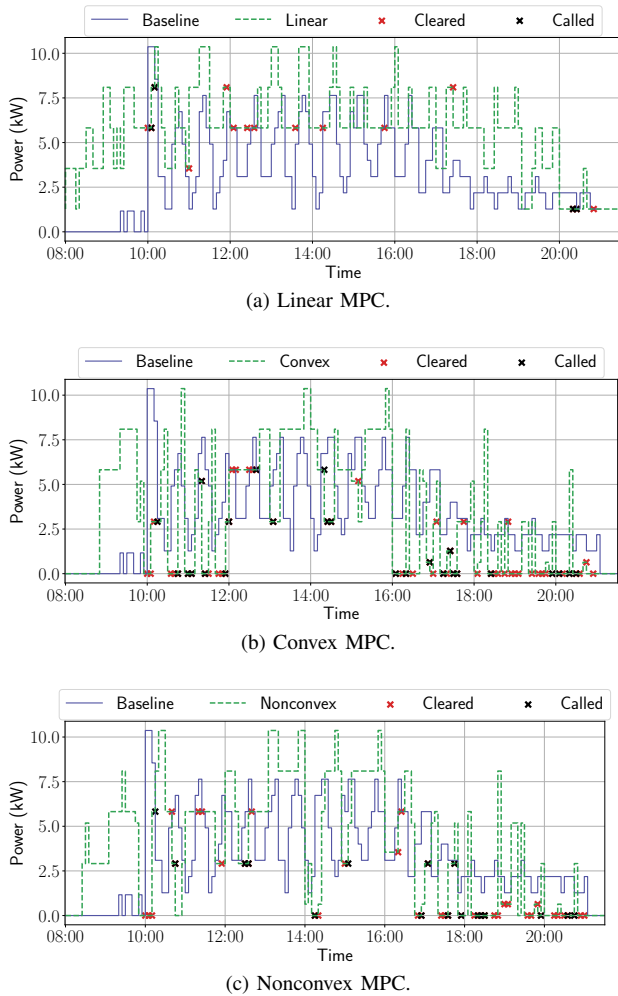 Baseline Linear Cleared Called
10.0
7.5
5.0
2.5
0.0
Power (kW)
08:00 10:00 12:00 14:00 16:00 18:00 20:00
Time
(a) Linear MPC.
Baseline Convex Cleared Called
10.0
7.5
5.0
2.5
0.0
Power (kW)
08:00 10:00 12:00 14:00 16:00 18:00 20:00
Time
(b) Convex MPC.
Baseline Nonconvex Cleared Called
10.0
7.5
5.0
2.5
0.0
Power (kW)
08:00 10:00 12:00 14:00 16:00 18:00 20:00
Time
(c) Nonconvex MPC.